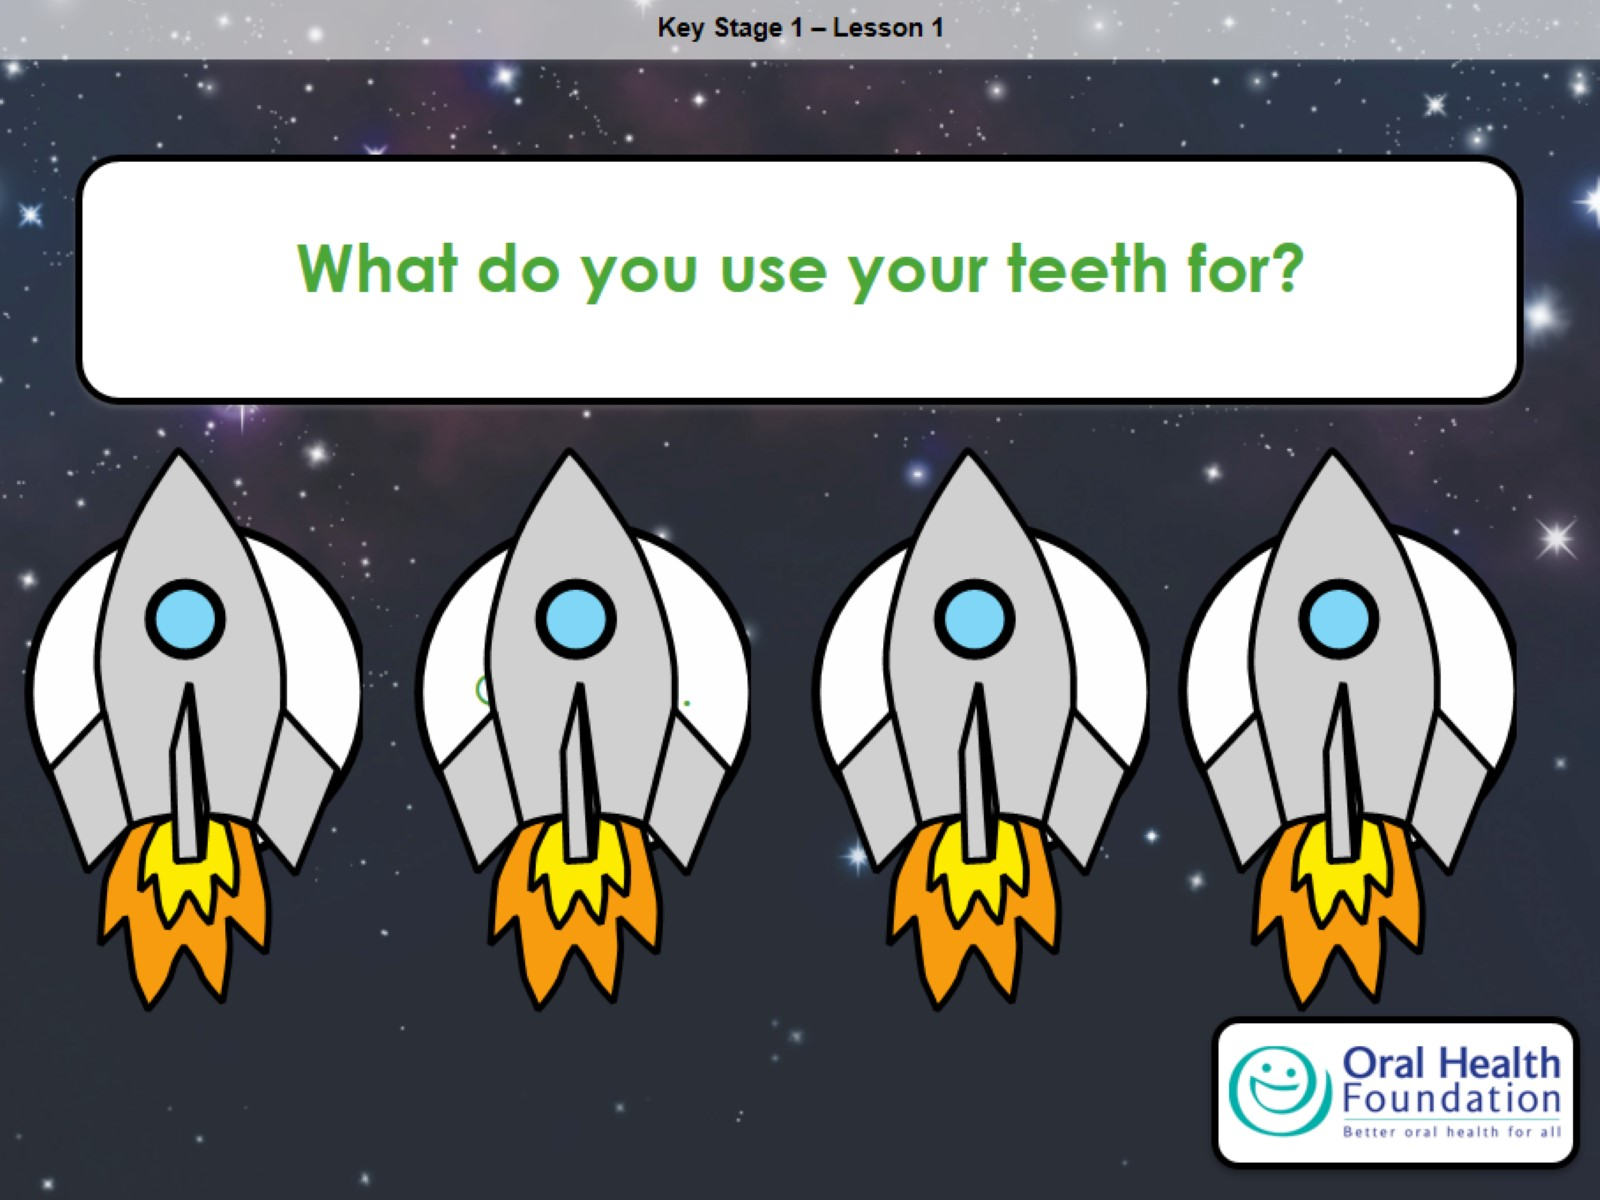 Key Stage 1 – Lesson 1
What do you use your teeth for?
Oral Health
Foundation
Better oral health for all